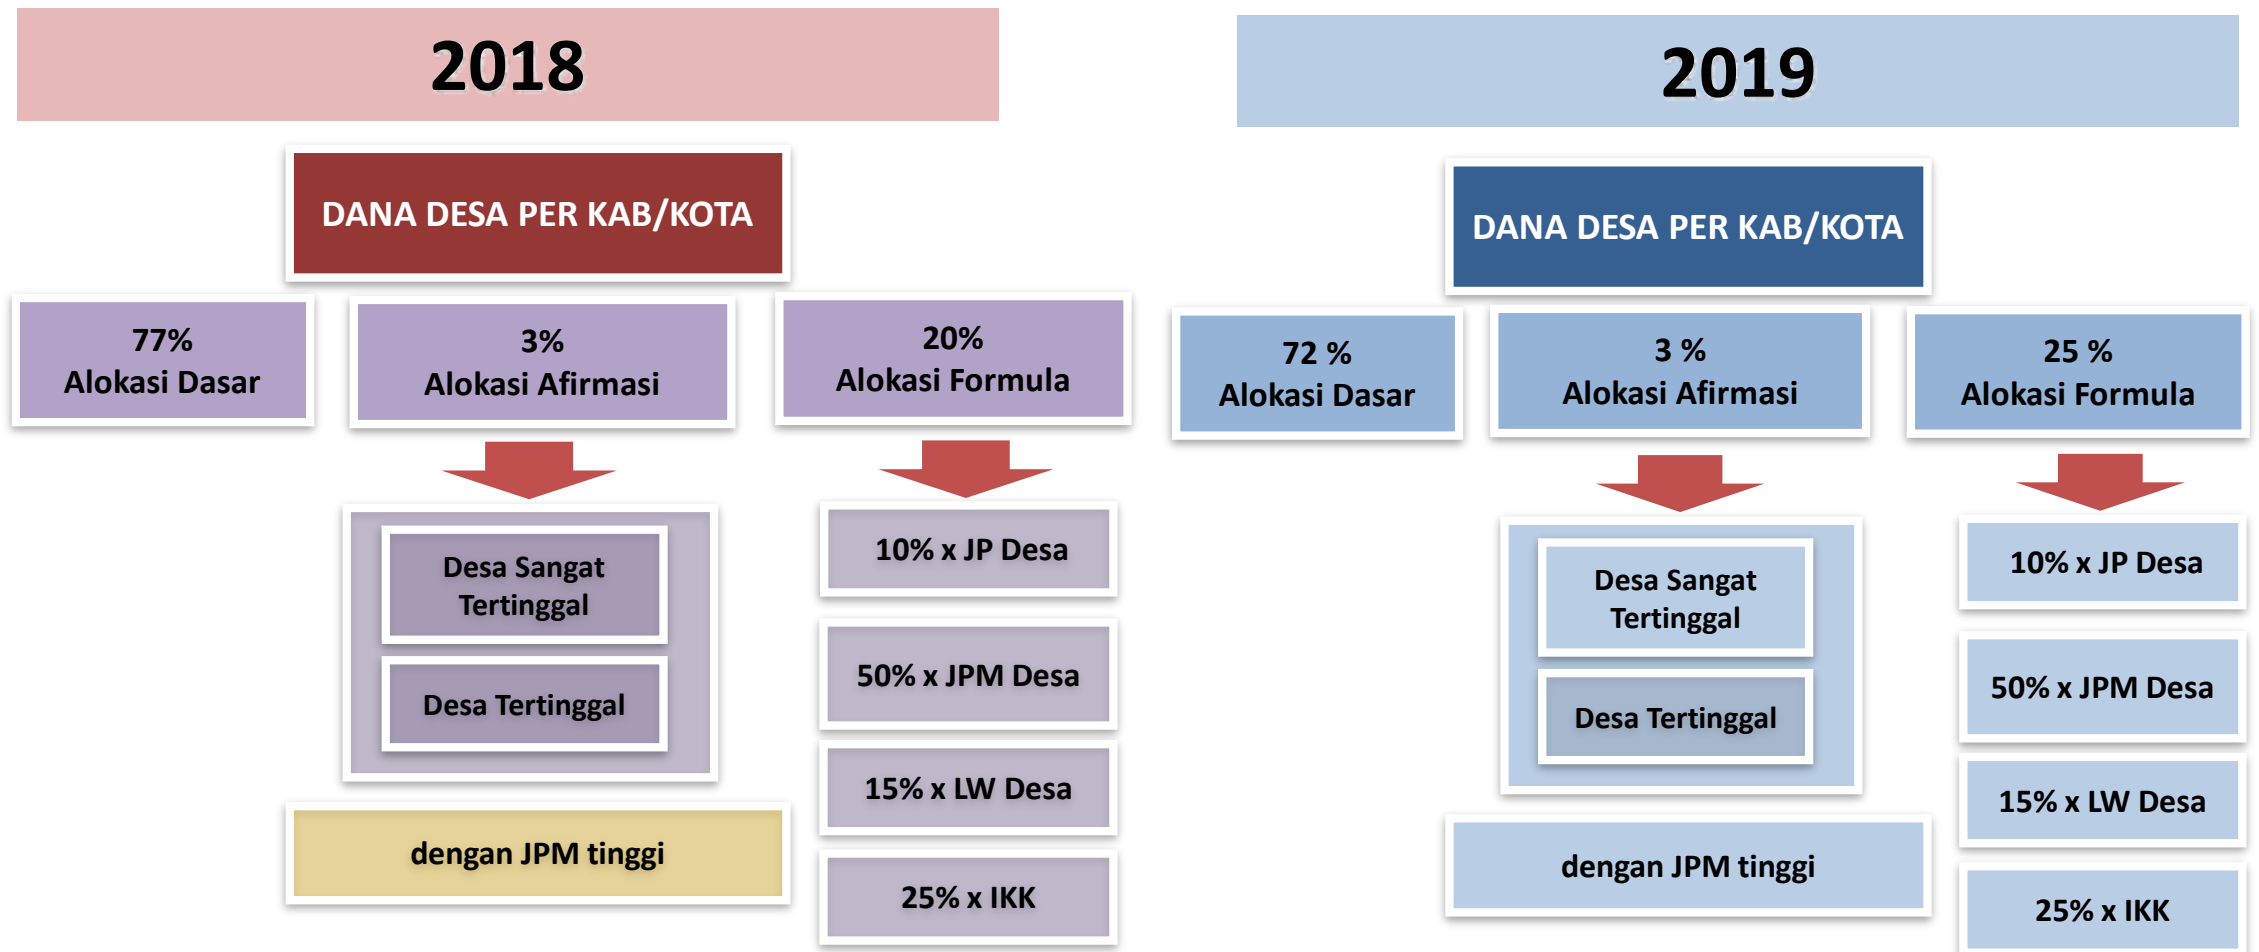 2018
DANA DESA PER KAB/KOTA
77%
Alokasi Dasar
3%
Alokasi Afirmasi
20%
Alokasi Formula
Desa Sangat
Tertinggal
Desa Tertinggal
dengan JPM tinggi
10% x JP Desa
50% x JPM Desa
15% x LW Desa
25% x IKK
2019
DANA DESA PER KAB/KOTA
72 %
Alokasi Dasar
3 %
Alokasi Afirmasi
25 %
Alokasi Formula
Desa Sangat
Tertinggal
Desa Tertinggal
dengan JPM tinggi
10% x JP Desa
50% x JPM Desa
15% x LW Desa
25% x IKK